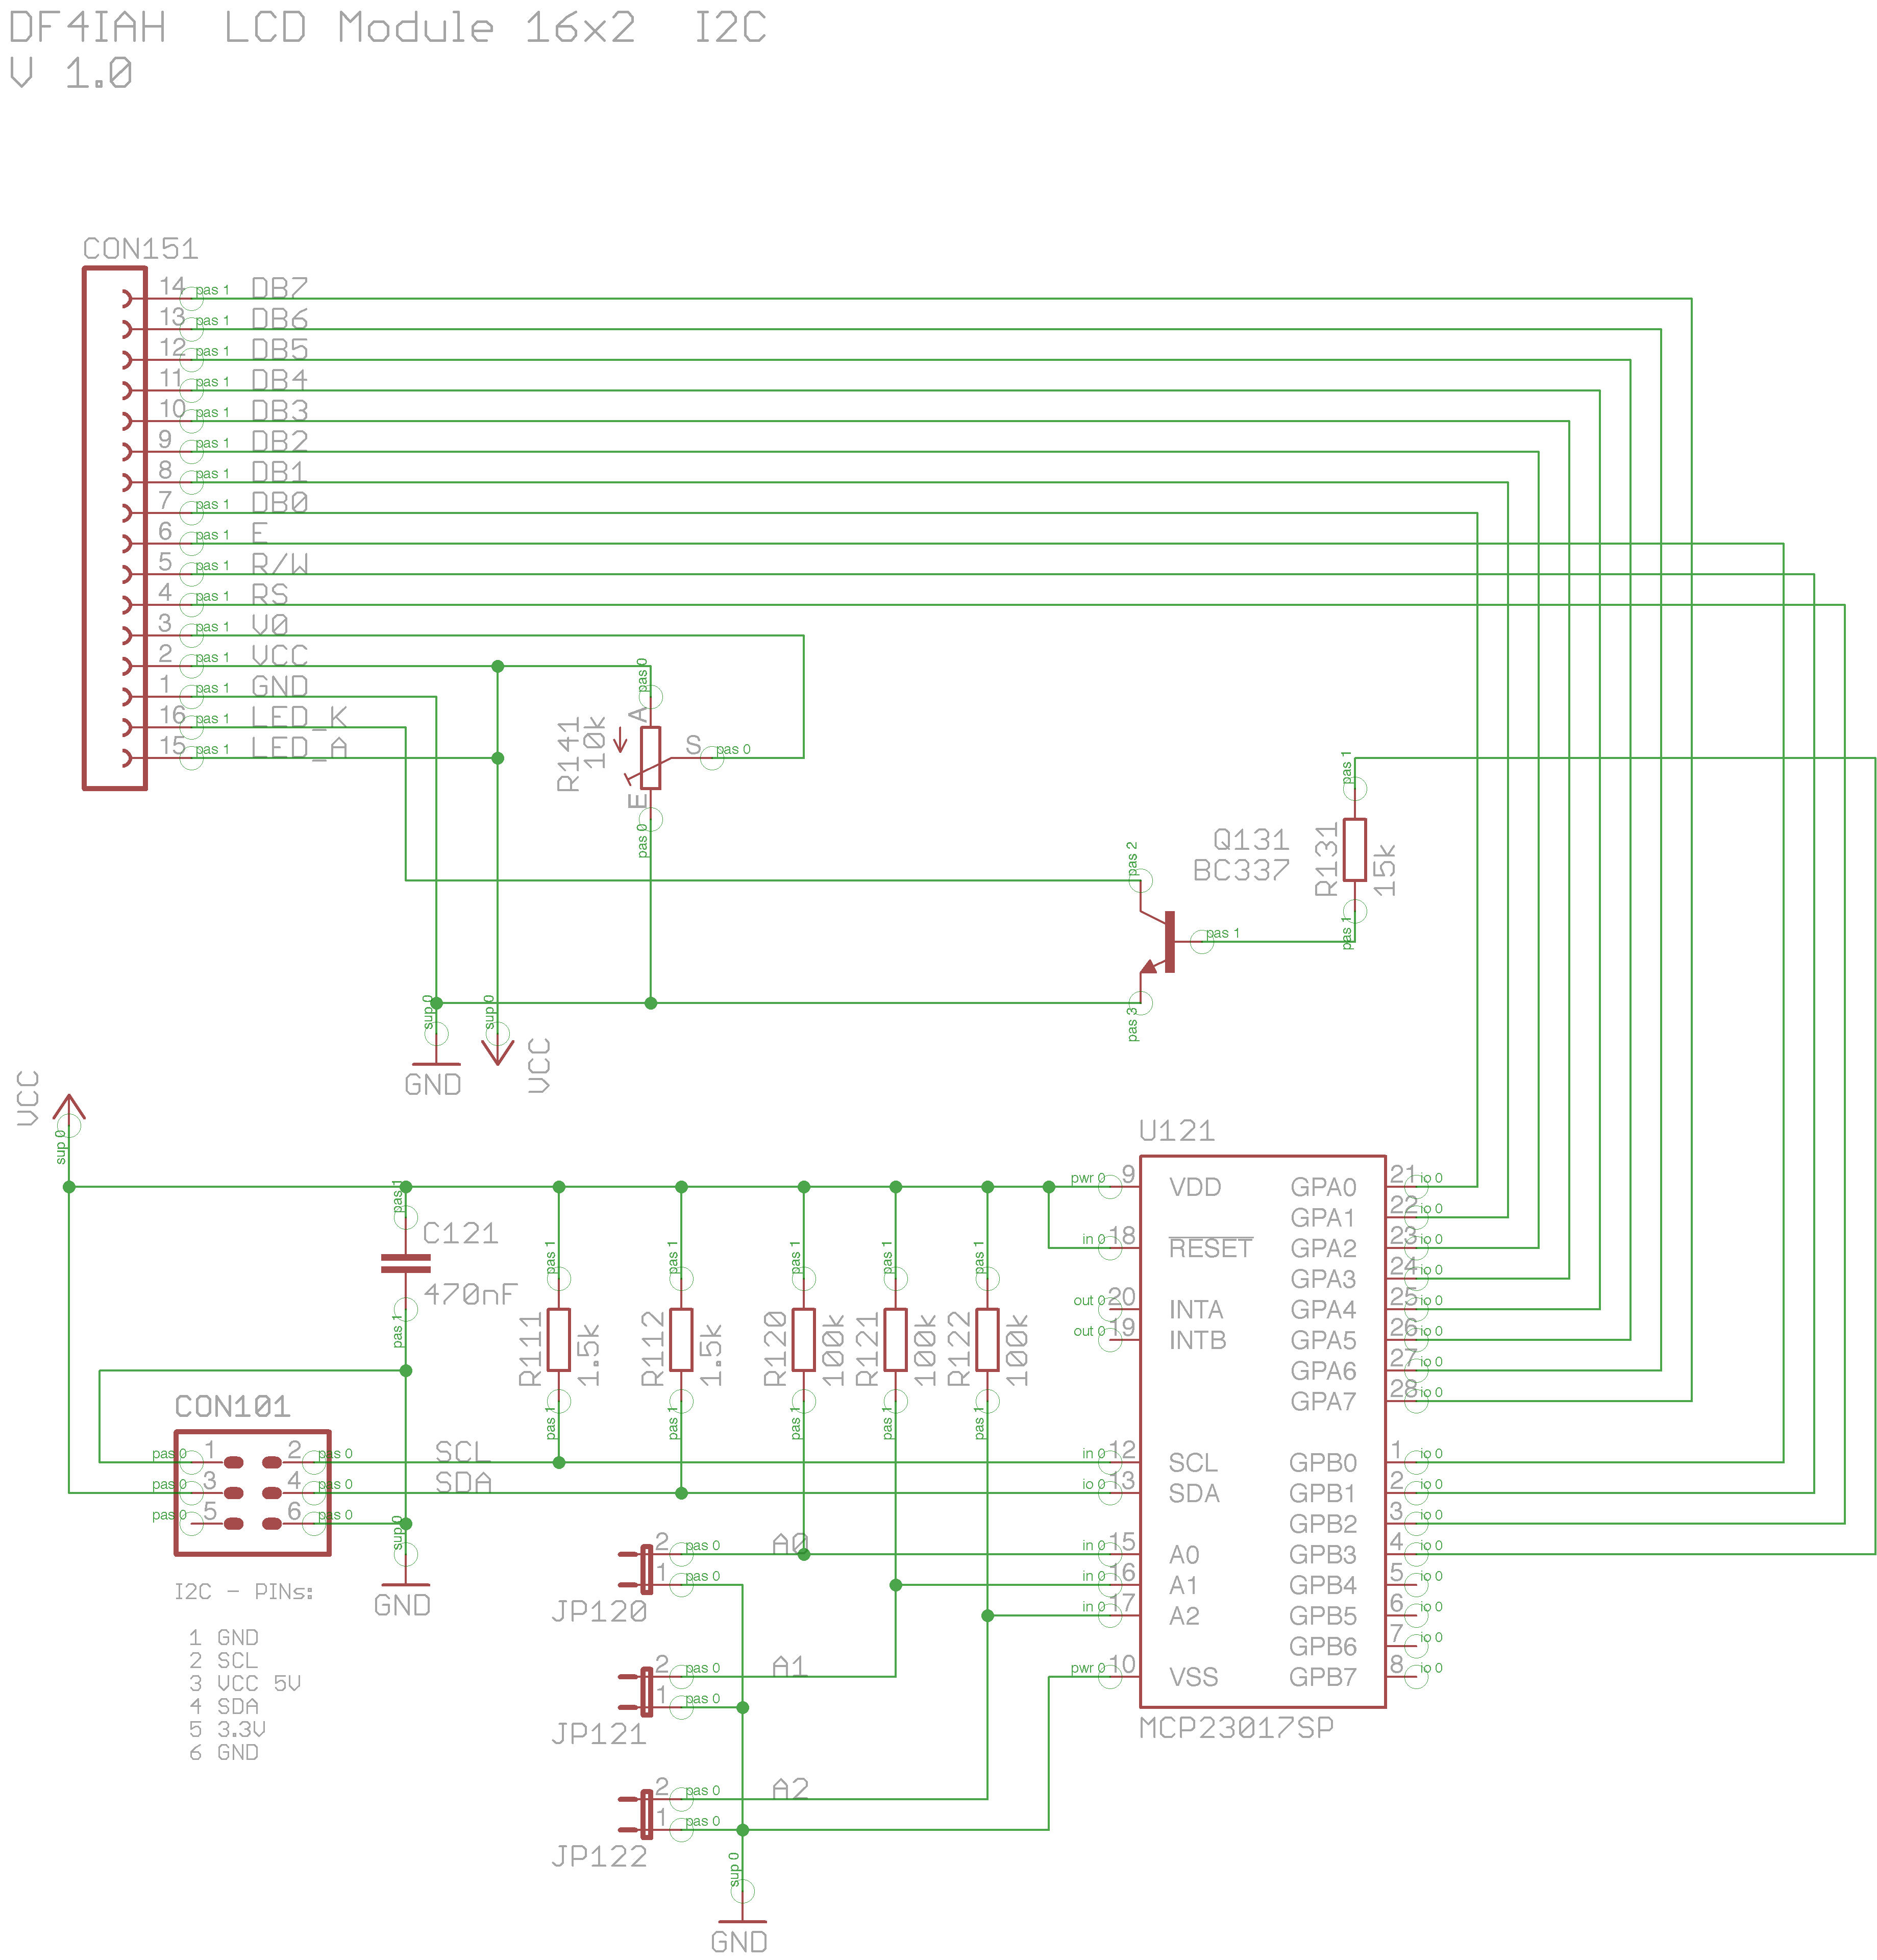 DF4IAH LCD Module 16x2 I2C
V 1.0
CON151
14 pas 1 DB7
13 pas 1 DB6
12 pas 1 DB5
11 pas 1 DB4
10 pas 1 DB3
9 pas 1 DB2
8 pas 1 DB1
7 pas 1 DB0
6 pas 1 E
5 pas 1 R/W
4 pas 1 RS
3 pas 1 V0
2 pas 1 VCC
1 pas 1 GND
16 pas 1 LED_K
15 pas 1 LED_A
pas 0
A
R141
10k
S pas 0
E
pas 0
pas 1
R131
15k
pas 1
Q131
BC337
pas 2
pas 1
pas 3
sup 0
GND
sup 0
VCC
VCC
sup 0
pas 1
C121
470nF
pas 1
pas 1
R111
1.5k
pas 1
pas 1
R112
1.5k
pas 1
pas 1
R120
100k
pas 1
pas 1
R121
100k
pas 1
pas 1
R122
100k
pas 1
U121
pwr 0 9 VDD
in 0 18 RESET
out 0 20 INTA
out 0 19 INTB
in 0 12 SCL
io 0 13 SDA
in 0 15 A0
in 0 16 A1
in 0 17 A2
pwr 0 10 VSS
GPA0 21 io 0
GPA1 22 io 0
GPA2 23 io 0
GPA3 24 io 0
GPA4 25 io 0
GPA5 26 io 0
GPA6 27 io 0
GPA7 28 io 0
GPB0 1 io 0
GPB1 2 io 0
GPB2 3 io 0
GPB3 4 io 0
GPB4 5 io 0
GPB5 6 io 0
GPB6 7 io 0
GPB7 8 io 0
MCP23017SP
CON101
pas 0 1 2 pas 0 SCL
pas 0 3 4 pas 0 SDA
pas 0 5 6 pas 0
sup 0
GND
I2C - PINs:
1 GND
2 SCL
3 VCC 5V
4 SDA
5 3.3V
6 GND
2 pas 0 A0
1 pas 0
JP120
2 pas 0 A1
1 pas 0
JP121
2 pas 0 A2
1 pas 0
JP122
sup 0
GND